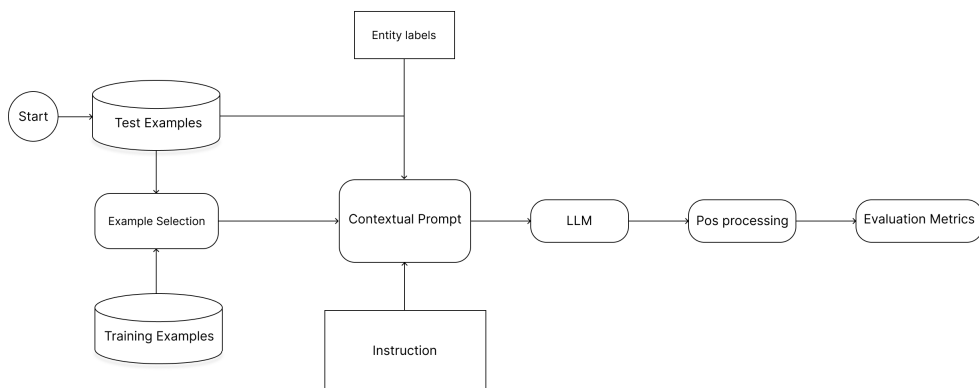 Entity labels
Start
Test Examples
Example Selection
Contextual Prompt
LLM
Pos processing
Evaluation Metrics
Training Examples
Instruction